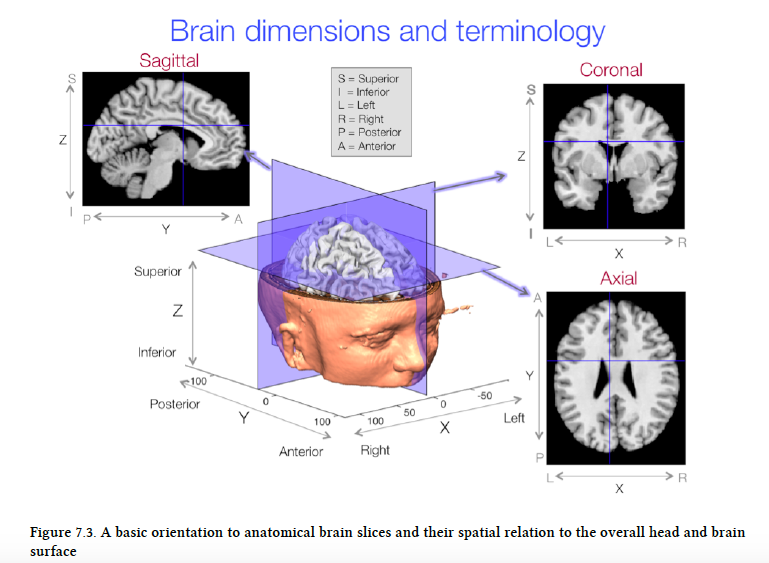 Brain dimensions and terminology
Sagittal
S
Z
I
P
A
Y
S = Superior
I = Inferior
L = Left
R = Right
P = Posterior
A = Anterior
Coronal
S
Z
I
L
R
X
Superior
Z
Inferior
-100
0
100
Posterior
Y
Anterior
100
50
0
-50
Right
X
Left
Axial
A
Y
P
L
R
X
Figure 7.3. A basic orientation to anatomical brain slices and their spatial relation to the overall head and brain
surface